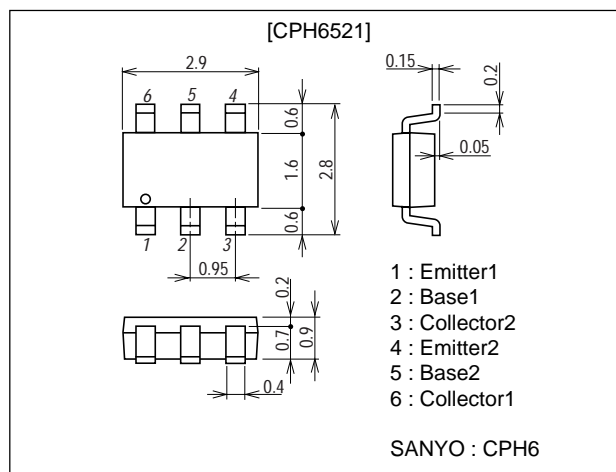 [CPH6521]
2.9
0.15
0.2
6 5 4
0.6
1.6
2.8
0.05
0.6
1 2 3
0.95
0.2
0.7
0.9
0.4
1 : Emitter1
2 : Base1
3 : Collector2
4 : Emitter2
5 : Base2
6 : Collector1
SANYO : CPH6